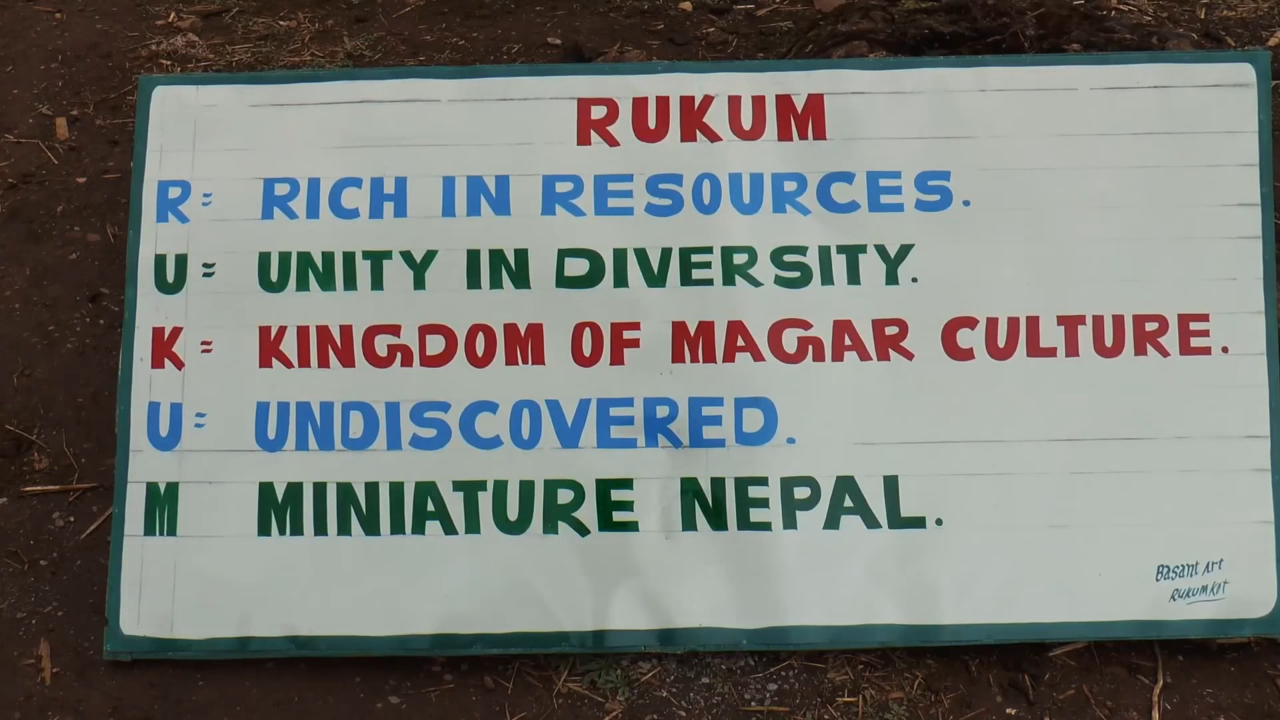 RUKUM
R= RICH IN RESOURCES.
U= UNITY IN DIVERSITY.
K= KINGDOM OF MAGAR CULTURE.
U= UNDISCOVERED.
M MINIATURE NEPAL.
Basant Art
RUKUMKOT